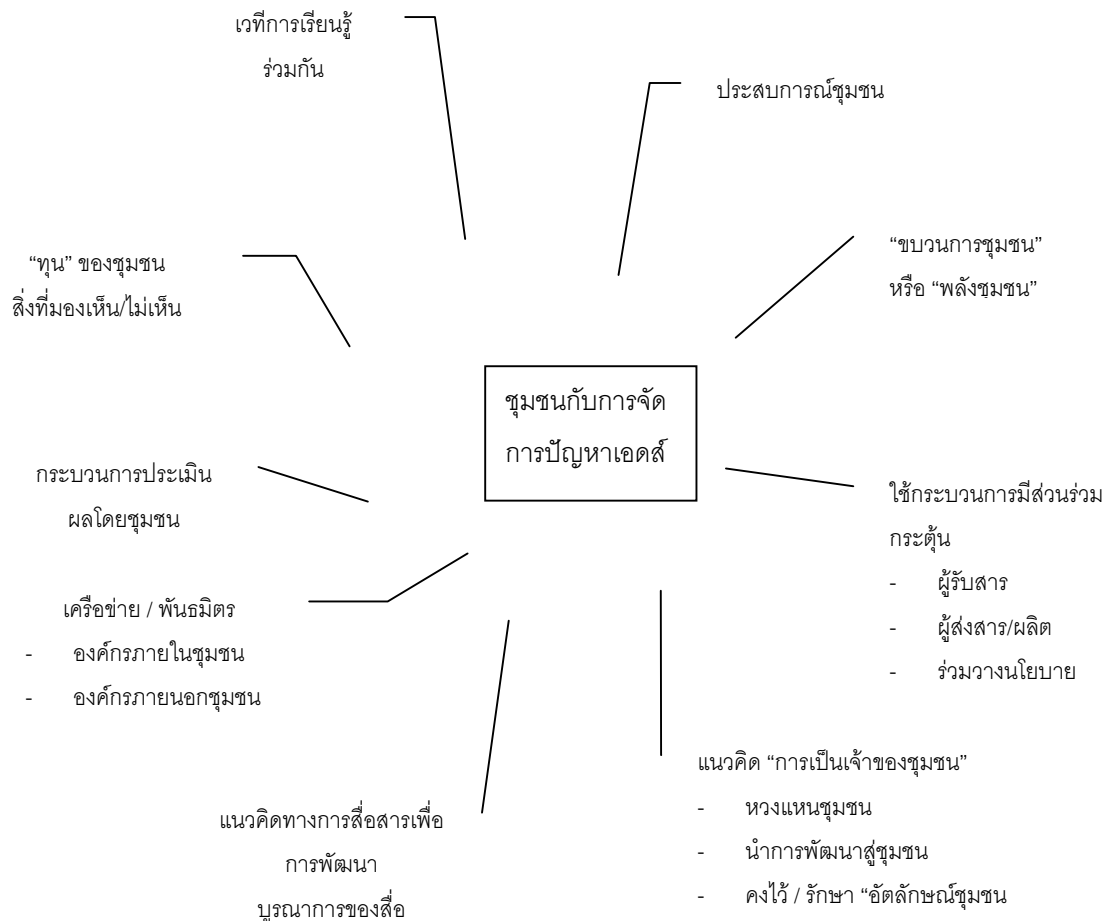 เวทีการเรียนรู้
ร่วมกัน
ประสบการณ์ชุมชน
“ขบวนการชุมชน”
หรือ “พลังชุมชน”
“ทุน” ของชุมชน
สิ่งที่มองเห็น/ไม่เห็น
ชุมชนกับการจัด
การปัญหาเอดส์
กระบวนการประเมิน
ผลโดยชุมชน
ใช้กระบวนการมีส่วนร่วม
กระตุ้น
- ผู้รับสาร
- ผู้ส่งสาร/ผลิต
- ร่วมวางนโยบาย
เครือข่าย / พันธมิตร
- องค์กรภายในชุมชน
- องค์กรภายนอกชุมชน
แนวคิด “การเป็นเจ้าของชุมชน”
- หวงแหนชุมชน
- นำการพัฒนาสู่ชุมชน
- คงไว้ / รักษา “อัตลักษณ์ชุมชน
แนวคิดทางการสื่อสารเพื่อ
การพัฒนา
บูรณาการของสื่อ